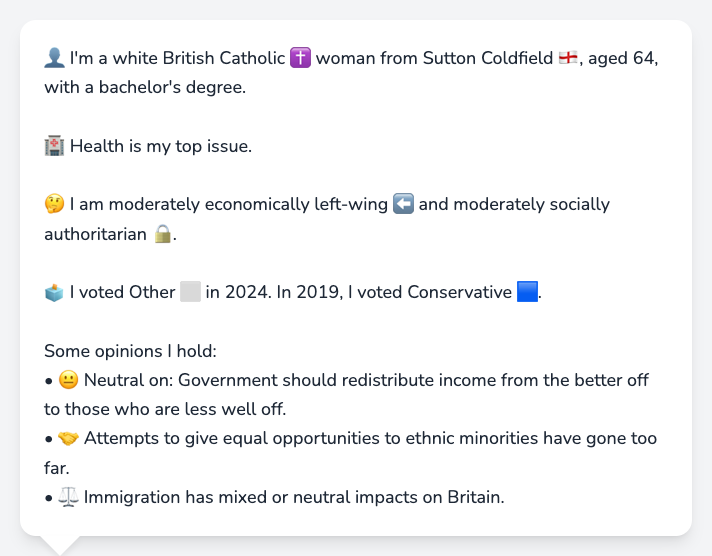 👤 I'm a white British Catholic ✝️ woman from Sutton Coldfield 🏴󠁧󠁢󠁥󠁮󠁧󠁿, aged 64,
with a bachelor's degree.
🏥 Health is my top issue.
🤔 I am moderately economically left-wing ⬅️ and moderately socially
authoritarian 🔒.
🗳️ I voted Other ⬜ in 2024. In 2019, I voted Conservative 🟦.
Some opinions I hold:
• 😐 Neutral on: Government should redistribute income from the better off
to those who are less well off.
• 🤝 Attempts to give equal opportunities to ethnic minorities have gone too
far.
• ⚖️ Immigration has mixed or neutral impacts on Britain.